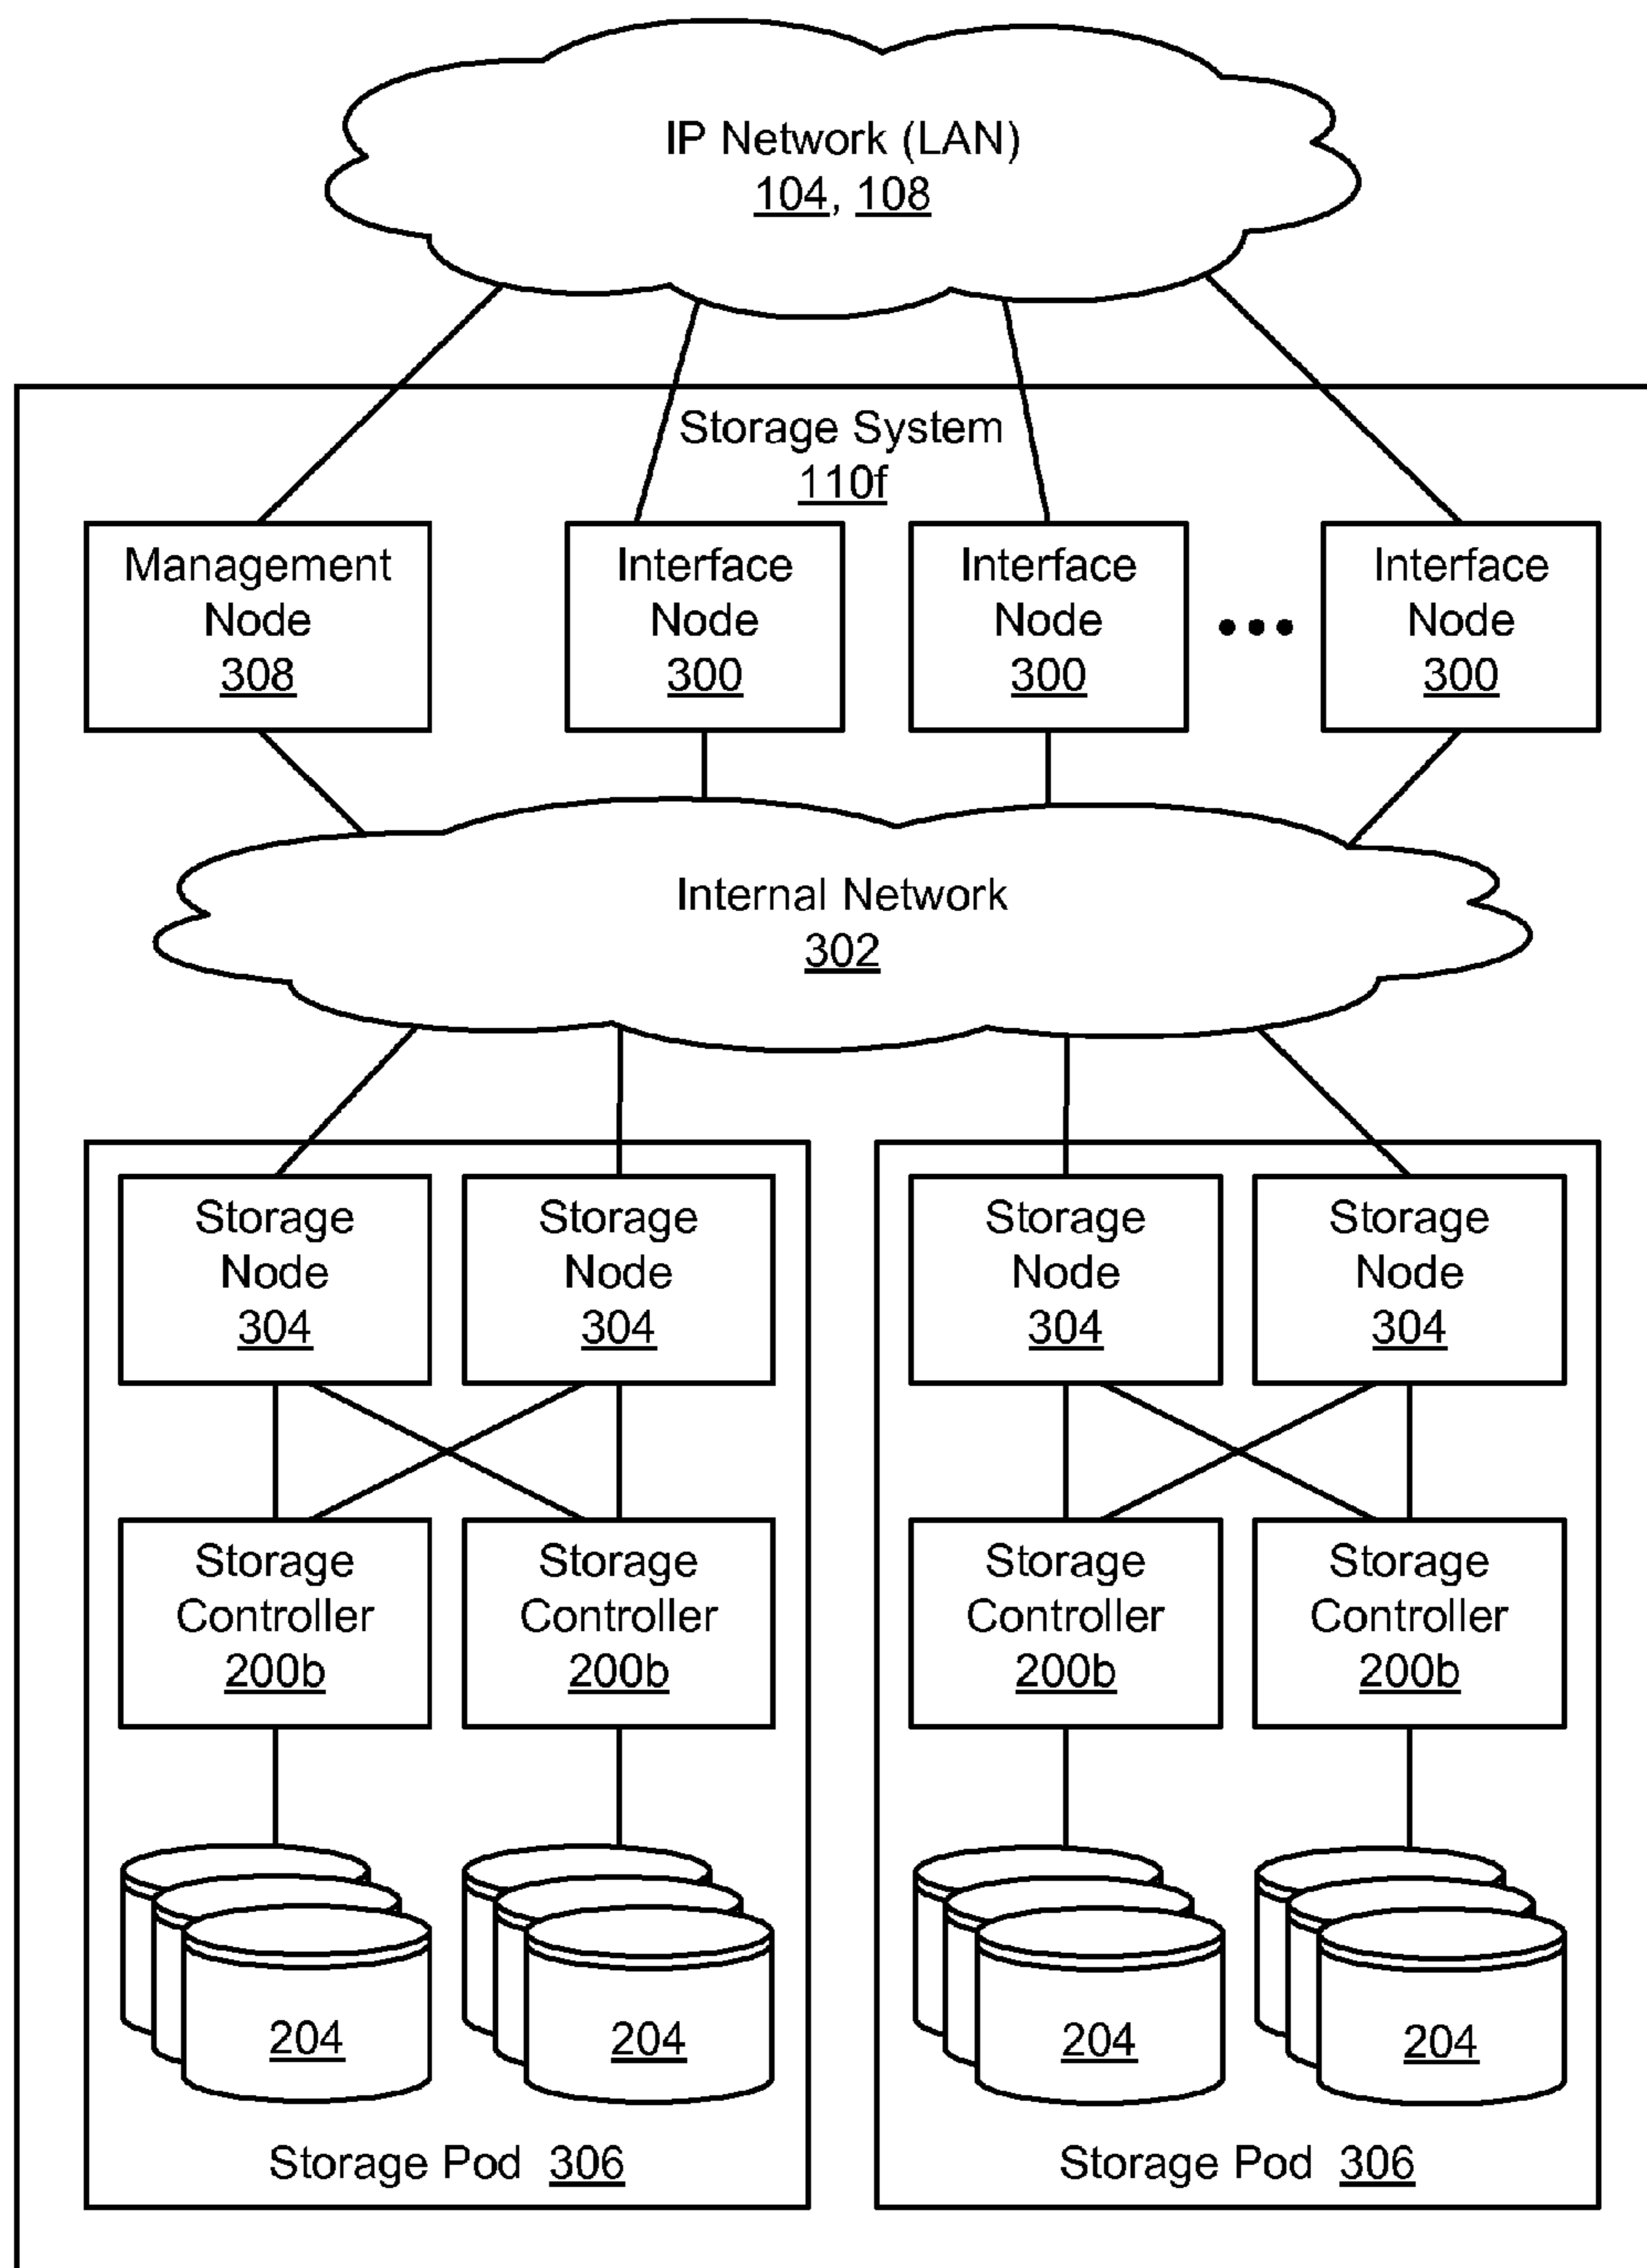 IP Network (LAN)
104, 108
Storage System
110f
Management
Node
308
Interface
Node
300
Interface
Node
300
Interface
Node
300
Internal Network
302
Storage
Node
304
Storage
Node
304
Storage
Node
304
Storage
Node
304
Storage
Controller
200b
Storage
Controller
200b
Storage
Controller
200b
Storage
Controller
200b
204
204
204
204
Storage Pod 306
Storage Pod 306